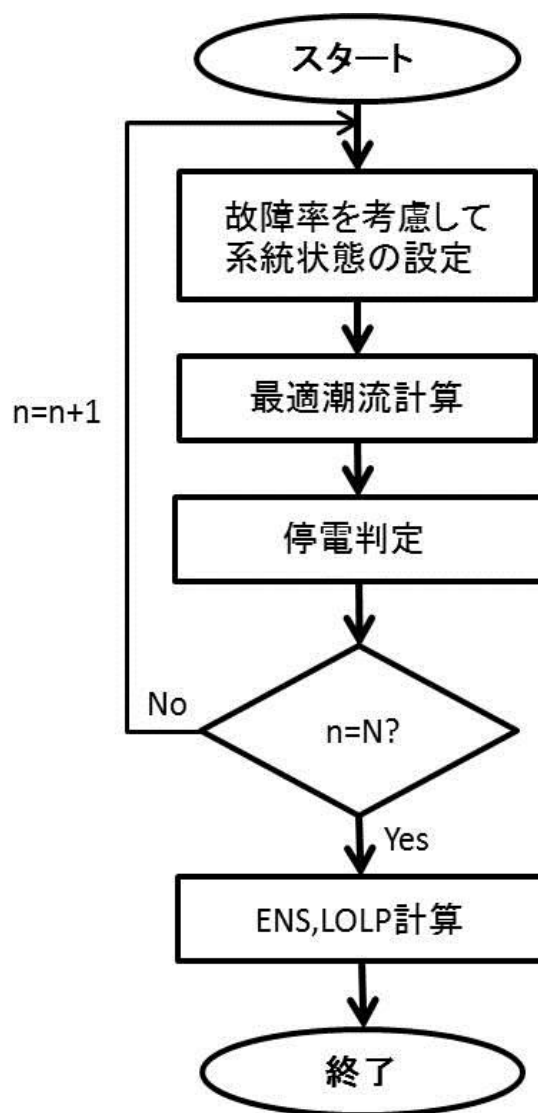 スタート
故障率を考慮して
系統状態の設定
最適潮流計算
n=n+1
停電判定
No
n=N?
Yes
ENS,LOLP計算
終了